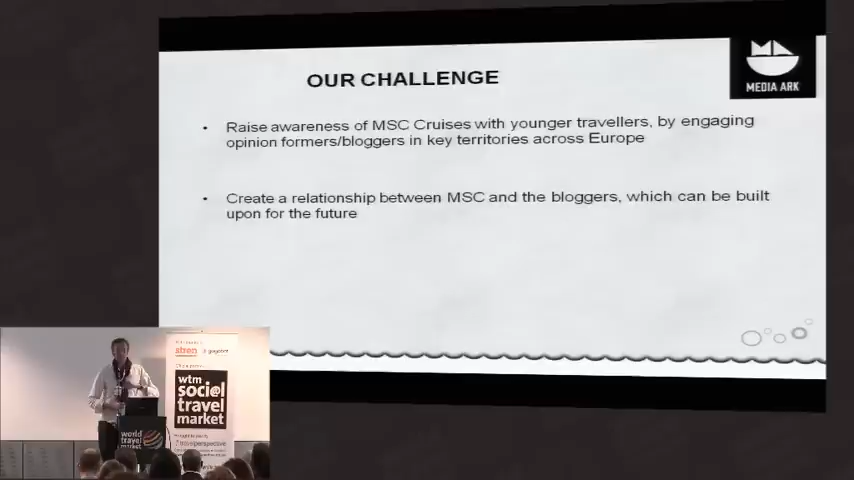 OUR CHALLENGE
MEDIA ARK
• Raise awareness of MSC Cruises with younger travellers, by engaging
opinion formers/bloggers in key territories across Europe
• Create a relationship between MSC and the bloggers, which can be built
upon for the future
wtm
soci@l
travel
market
world
travel
market
travelperspective